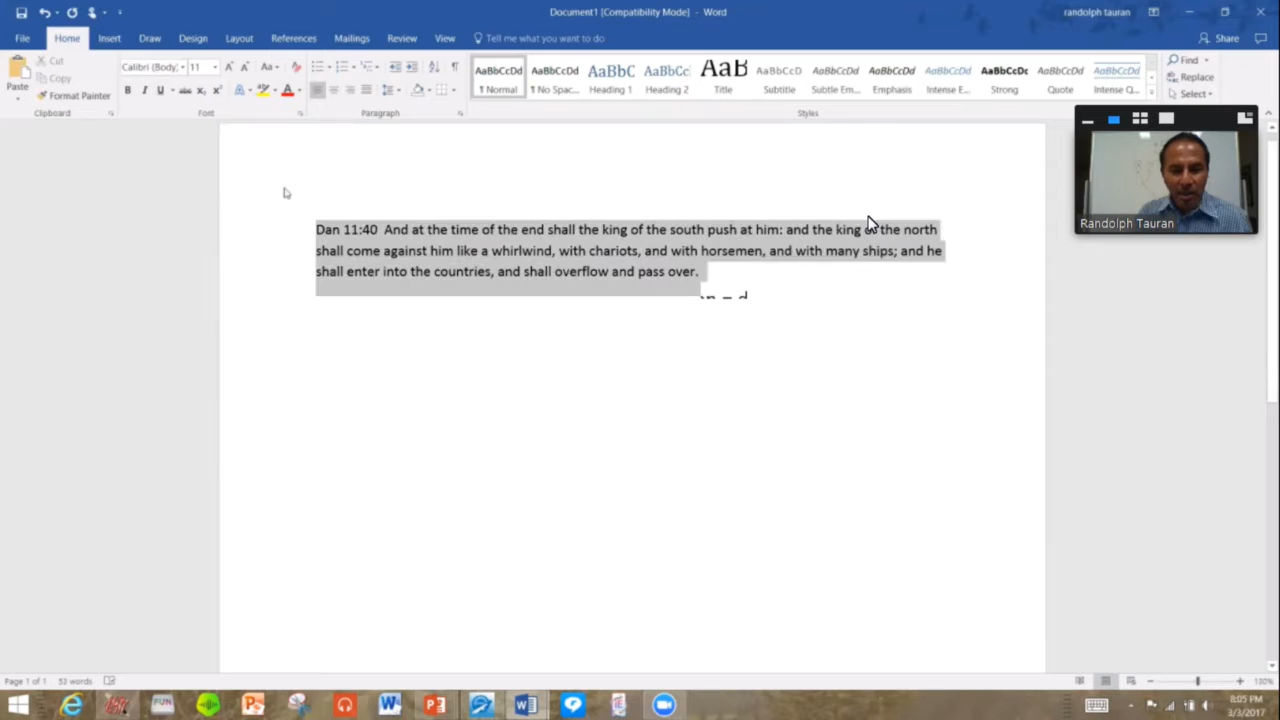 Document1 [Compatibility Mode] - Word
randolph tauran
File Home Insert Draw Design Layout References Mailings Review View Tell me what you want to do Share
Paste
Cut
Copy
Format Painter
Calibri (Body) 11
Clipboard Font Paragraph Styles
AaBbCcDd AaBbCcDd AaBbC AaBbCc AaB AaBbCcD AaBbCcDd AaBbCcDd AaBbCcDd AaBbCcDc AaBbCcDd AaBbCcDd
¶ Normal ¶ No Spac... Heading 1 Heading 2 Title Subtitle Subtle Em... Emphasis Intense E... Strong Quote Intense Q...
Find
Replace
Select
Randolph Tauran
Dan 11:40 And at the time of the end shall the king of the south push at him: and the king of the north
shall come against him like a whirlwind, with chariots, and with horsemen, and with many ships; and he
shall enter into the countries, and shall overflow and pass over.
Page 1 of 1 53 words
130%
FUN
8:05 PM
3/3/2017